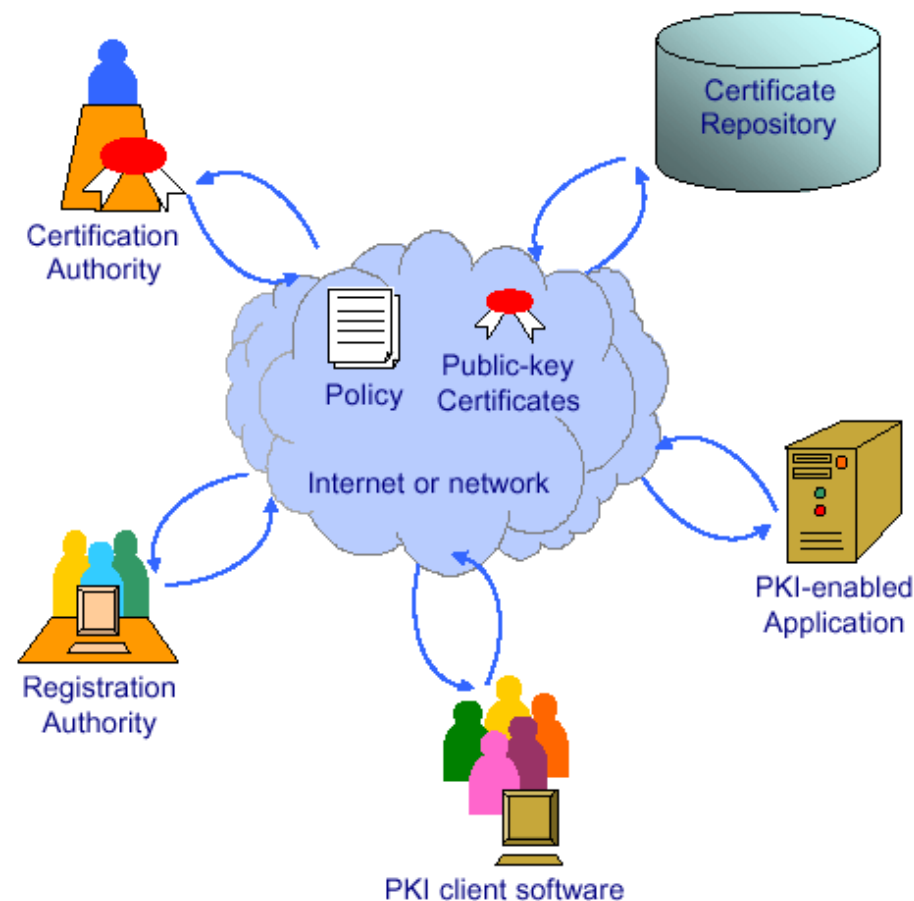 Certificate
Repository
Certification
Authority
Policy
Public-key
Certificates
Internet or network
PKI-enabled
Application
Registration
Authority
PKI client software